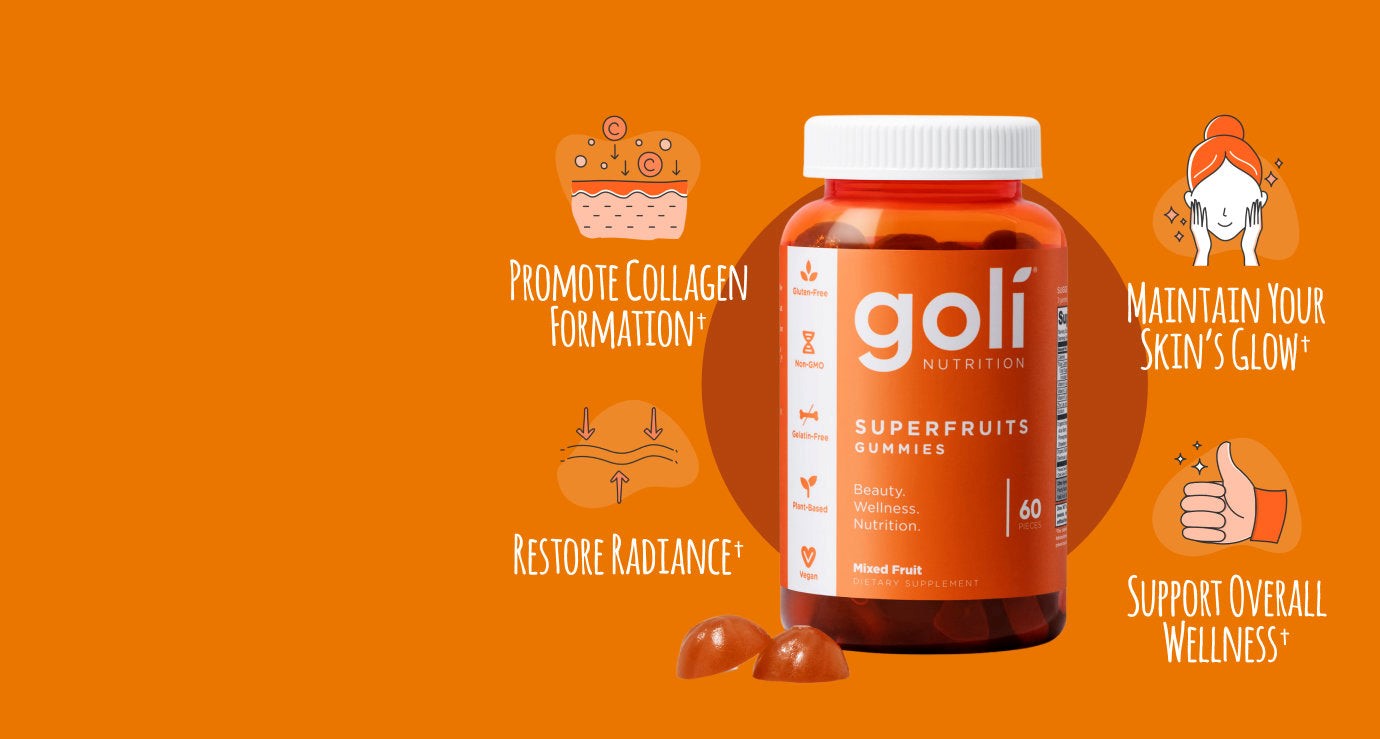 PROMOTE COLLAGEN
FORMATION†
RESTORE RADIANCE†
C
C
Gluten-Free
Non-GMO
Gelatin-Free
Plant-Based
Vegan
goli®
NUTRITION
SUPERFRUITS
GUMMIES
Beauty.
Wellness.
Nutrition.
60
PIECES
Mixed Fruit
DIETARY SUPPLEMENT
MAINTAIN YOUR
SKIN'S GLOW†
SUPPORT OVERALL
WELLNESS†